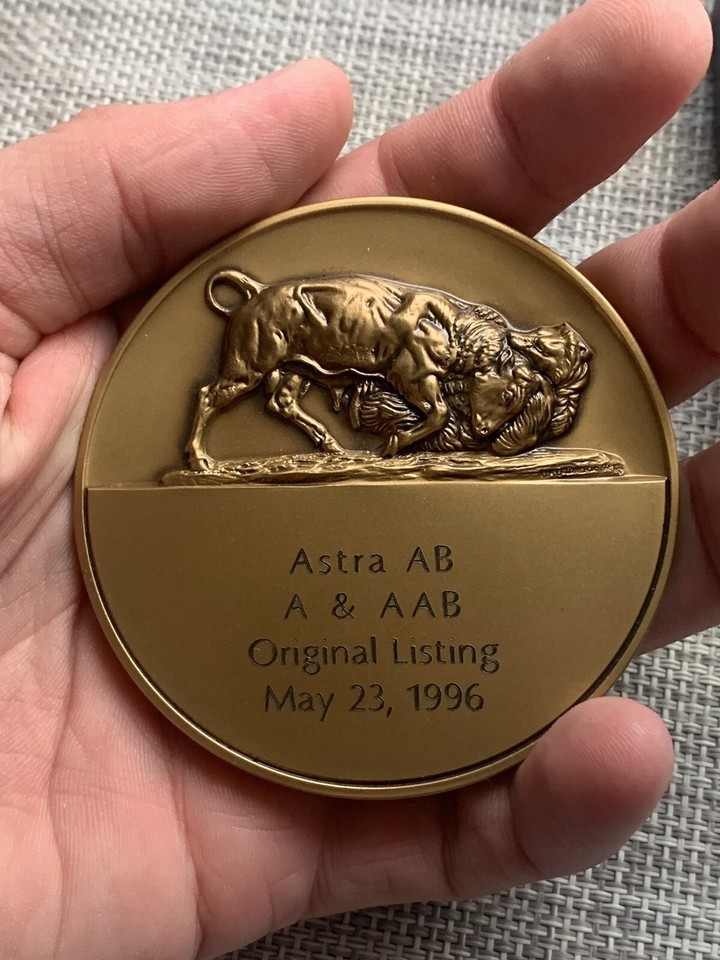 Astra AB
A & AAB
Original Listing
May 23, 1996